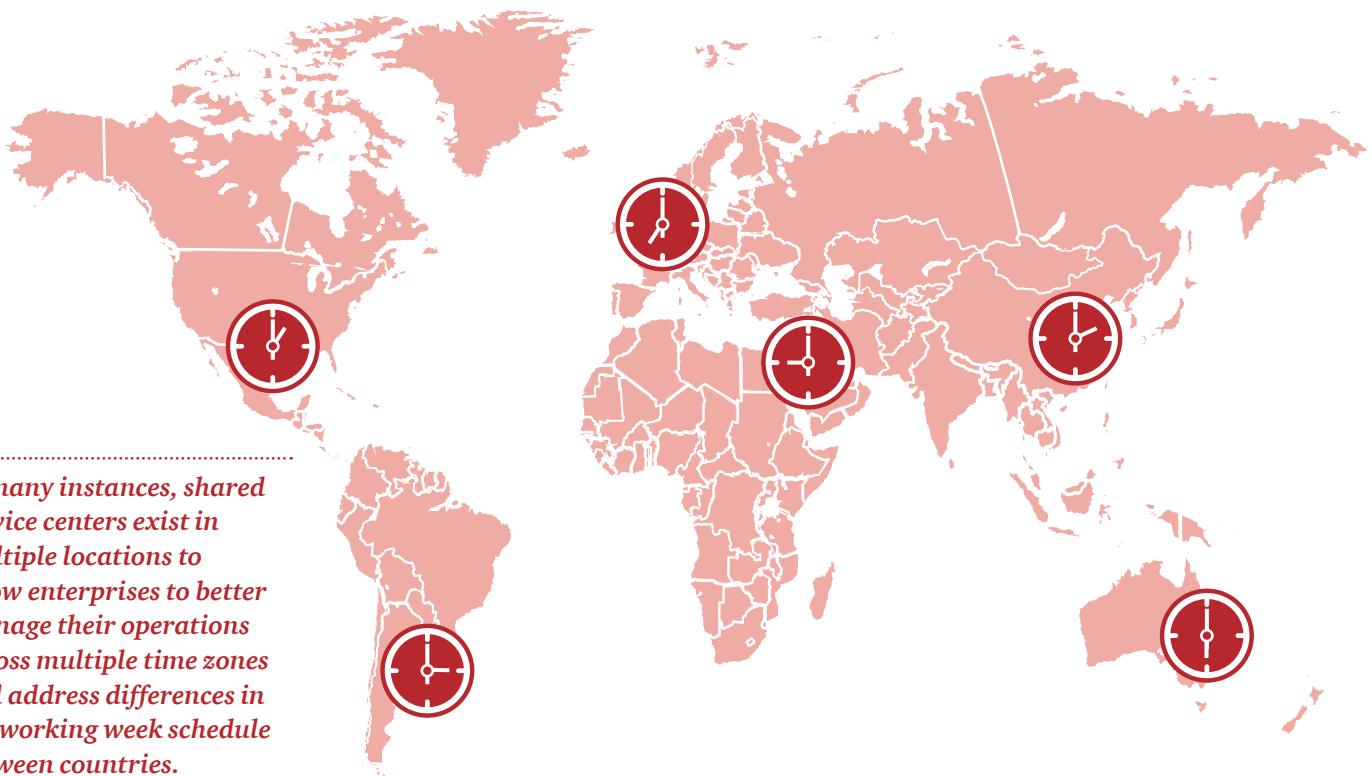 many instances, shared
vice centers exist in
ltiple locations to
ow enterprises to better
nage their operations
oss multiple time zones
l address differences in
working week schedule
ween countries.